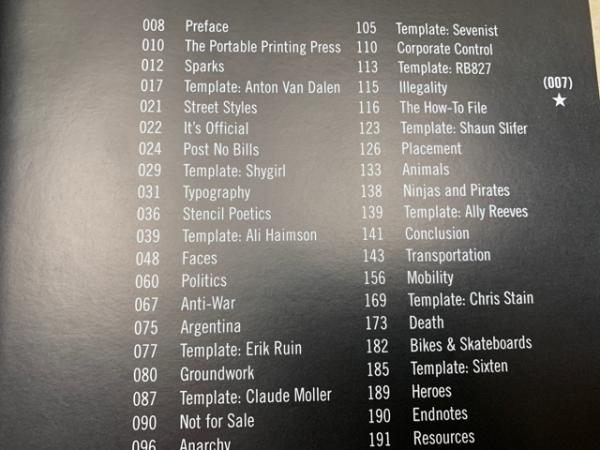 008 Preface
010 The Portable Printing Press
012 Sparks
017 Template: Anton Van Dalen
021 Street Styles
022 It's Official
024 Post No Bills
029 Template: Shygirl
031 Typography
036 Stencil Poetics
039 Template: Ali Haimson
048 Faces
060 Politics
067 Anti-War
075 Argentina
077 Template: Erik Ruin
080 Groundwork
087 Template: Claude Moller
090 Not for Sale
096 Anarchy
105 Template: Sevenist
110 Corporate Control
113 Template: RB827
115 Illegality
116 The How-To File
123 Template: Shaun Slifer
126 Placement
133 Animals
138 Ninjas and Pirates
139 Template: Ally Reeves
141 Conclusion
143 Transportation
156 Mobility
169 Template: Chris Stain
173 Death
182 Bikes & Skateboards
185 Template: Sixten
189 Heroes
190 Endnotes
191 Resources
(007)